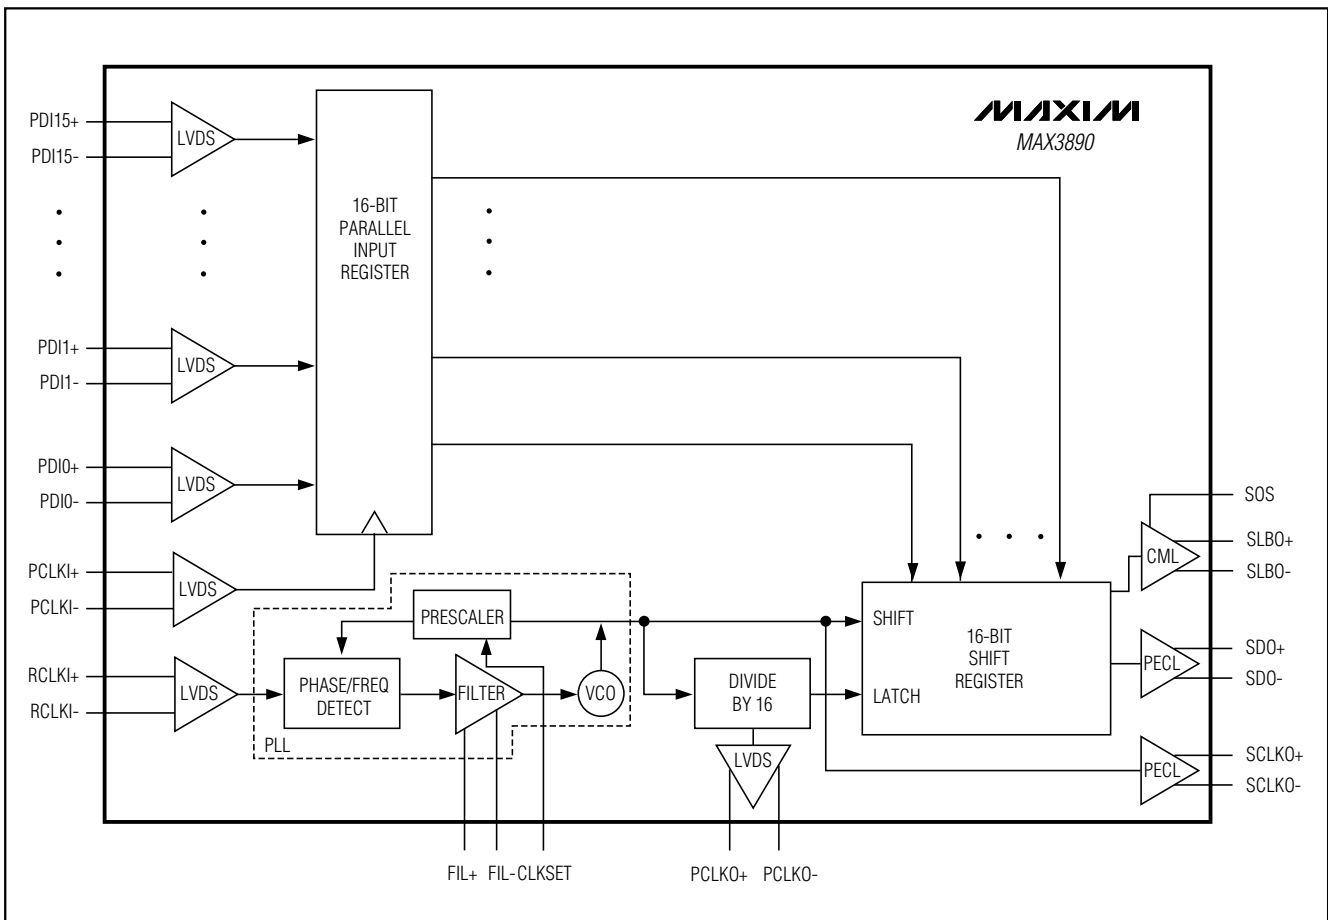 MAXIM
MAX3890
PDI15+
LVDS
PDI15-
16-BIT
PARALLEL
INPUT
REGISTER
PDI1+
LVDS
PDI1-
PDI0+
LVDS
PDI0-
SOS
SLBO+
CML
SLBO-
PCLKI+
LVDS
PCLKI-
PRESCALER
SHIFT
16-BIT
SHIFT
REGISTER
LATCH
SDO+
PECL
SDO-
RCLKI+
LVDS
RCLKI-
PHASE/FREQ
DETECT
FILTER
VCO
PLL
DIVIDE
BY 16
LVDS
SCLKO+
PECL
SCLKO-
FIL+
FIL-
CLKSET
PCLKO+
PCLKO-